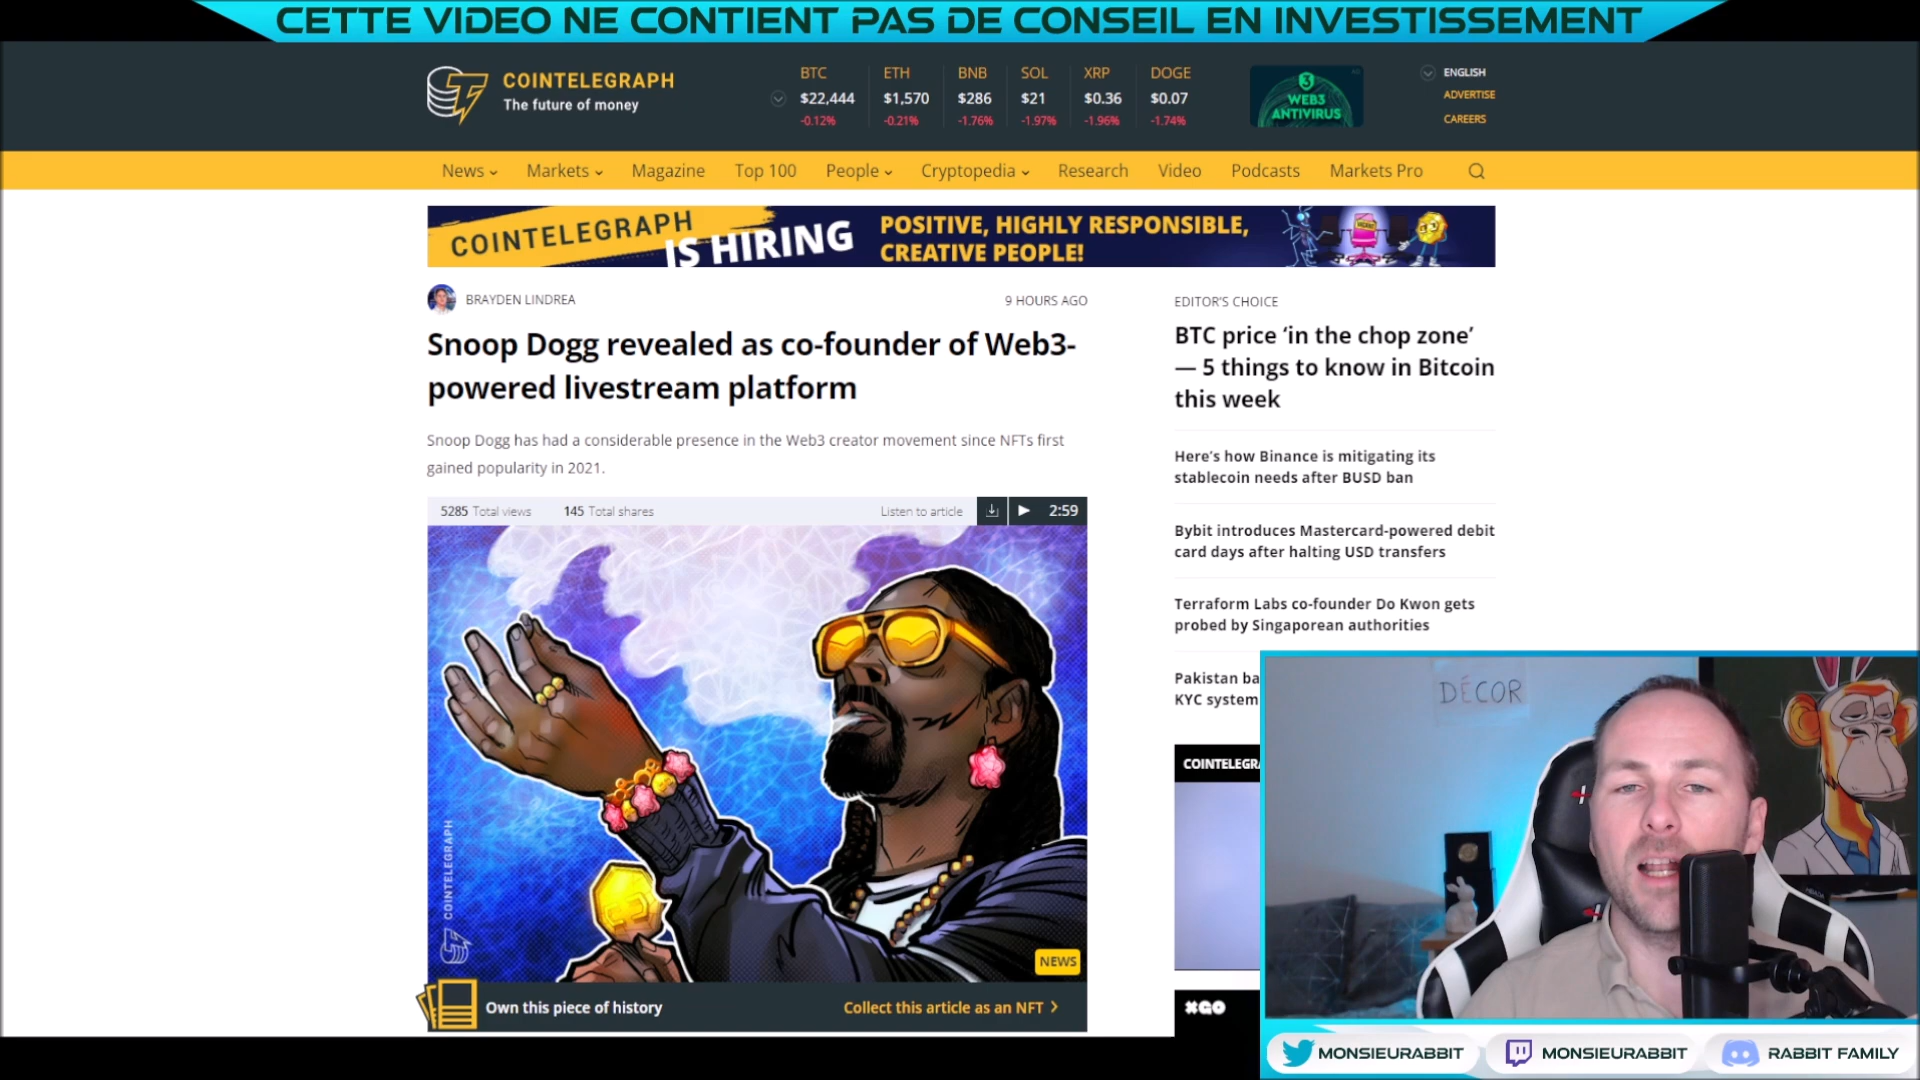 CETTE VIDEO NE CONTIENT PAS DE CONSEIL EN INVESTISSEMENT
COINTELEGRAPH
The future of money
BTC ETH BNB SOL XRP DOGE
$22,444 $1,570 $286 $21 $0.36 $0.07
-0.12% -0.21% -1.76% -1.97% -1.96% -1.74%
3
WEB3
ANTIVIRUS
ENGLISH
ADVERTISE
CAREERS
News Markets Magazine Top 100 People Cryptopedia Research Video Podcasts Markets Pro
COINTELEGRAPH
IS HIRING
POSITIVE, HIGHLY RESPONSIBLE,
CREATIVE PEOPLE!
BRAYDEN LINDREA
9 HOURS AGO
Snoop Dogg revealed as co-founder of Web3-
powered livestream platform
Snoop Dogg has had a considerable presence in the Web3 creator movement since NFTs first
gained popularity in 2021.
5285 Total views 145 Total shares Listen to article 2:59
COINTELEGRAPH
NEWS
Own this piece of history
Collect this article as an NFT
EDITOR'S CHOICE
BTC price ‘in the chop zone’
— 5 things to know in Bitcoin
this week
Here's how Binance is mitigating its
stablecoin needs after BUSD ban
Bybit introduces Mastercard-powered debit
card days after halting USD transfers
Terraform Labs co-founder Do Kwon gets
probed by Singaporean authorities
Pakistan ba
KYC system
COINTELEGRA
GO
DÉCOR
MONSIEURABBIT
MONSIEURABBIT
RABBIT FAMILY